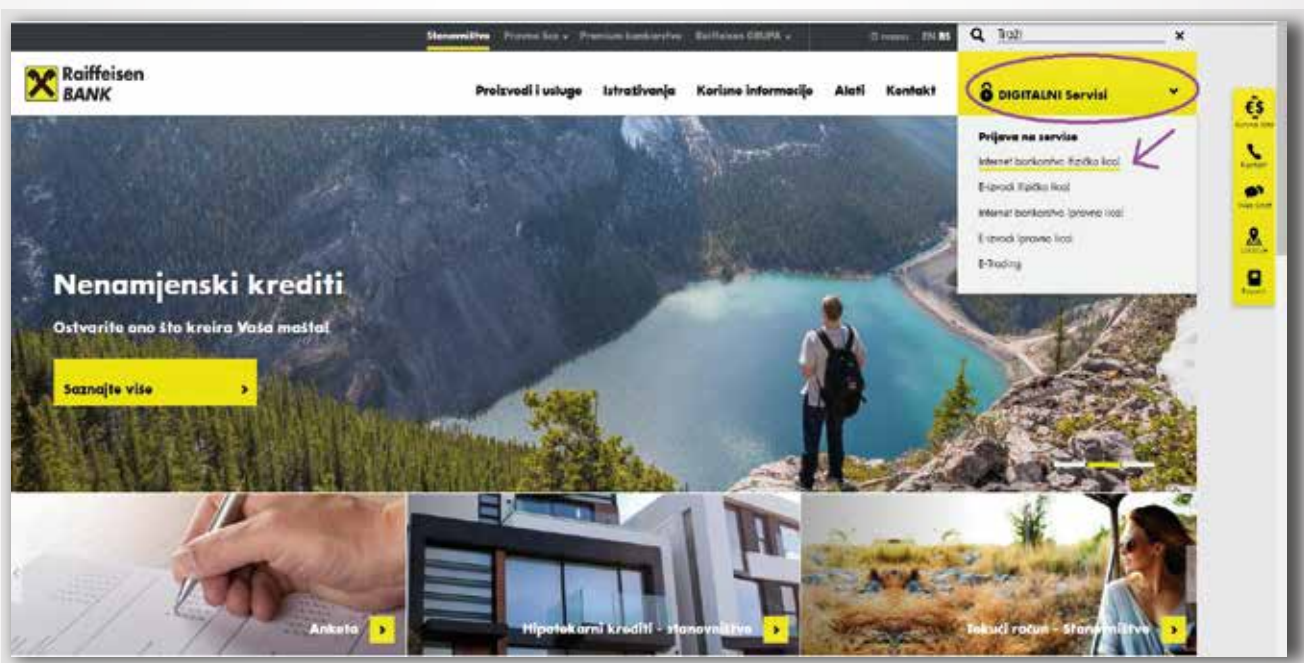 Stanovništvo Pravna lica Premium bankarstvo Raiffeisen GRUPA O nama EN BS
Traži
Raiffeisen
BANK
Proizvodi i usluge Istraživanja Korisne informacije Alati Kontakt
DIGITALNI Servisi
Prijava na servise
Internet bankarstvo (fizička lica)
E-izvodi (fizička lica)
Internet bankarstvo (pravna lica)
E-izvodi (pravna lica)
E-Trading
€$
Kontakt
Nenamjenski krediti
Ostvarite ono što kreira Vaša mašta!
Saznajte više
Anketa
Hipotekarni krediti - stanovništvo
Tekući račun - Stanovništvo